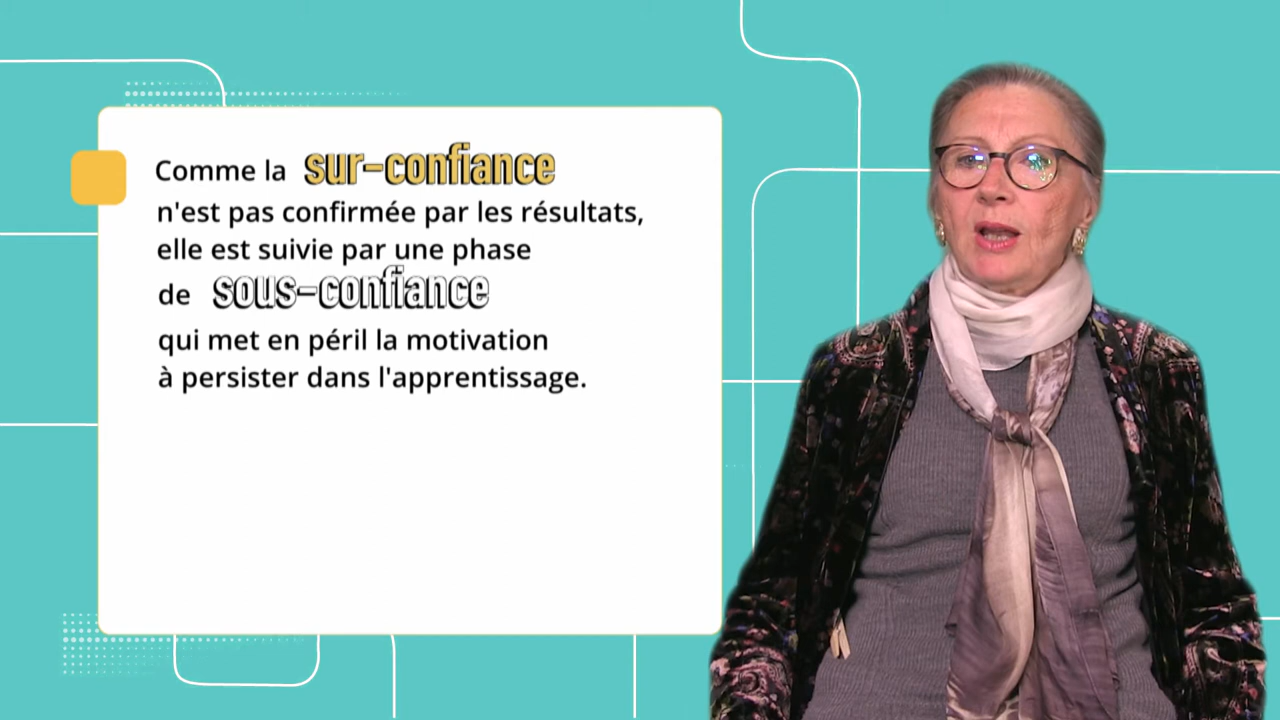 Comme la sur-confiance
n'est pas confirmée par les résultats,
elle est suivie par une phase
de sous-confiance
qui met en péril la motivation
à persister dans l'apprentissage.